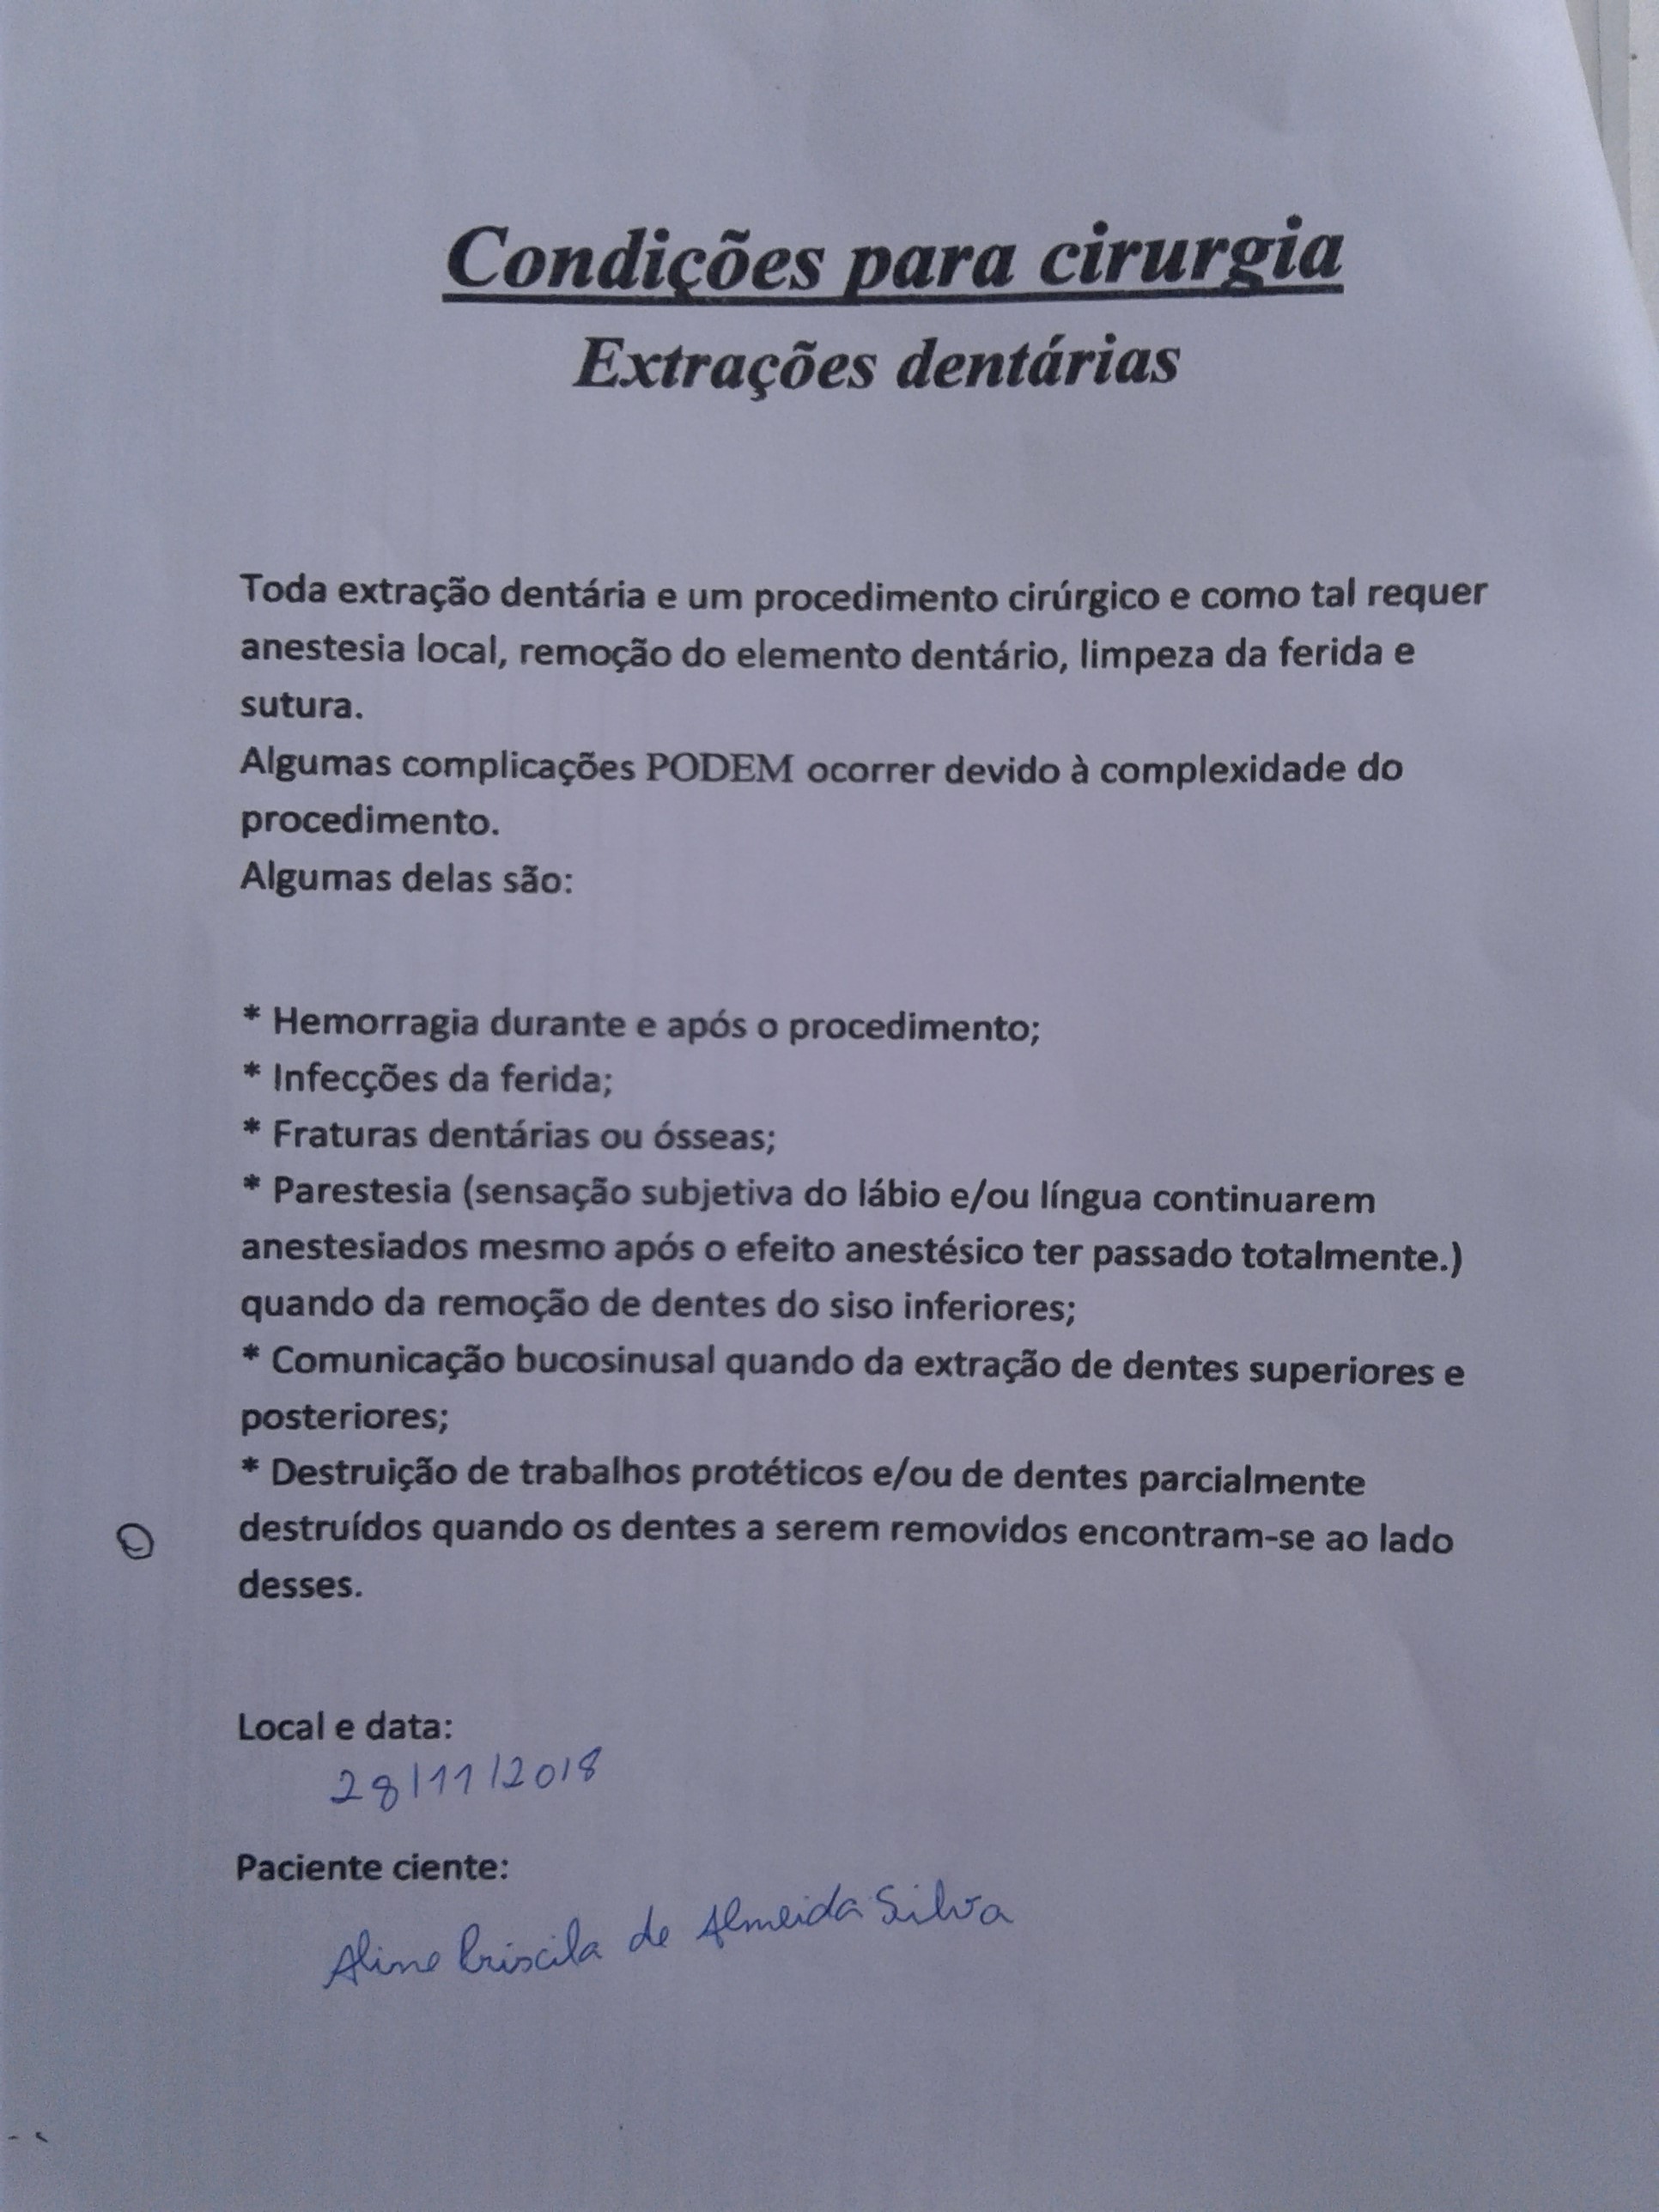 Condições para cirurgia
Extrações dentárias
Toda extração dentária e um procedimento cirúrgico e como tal requer
anestesia local, remoção do elemento dentário, limpeza da ferida e
sutura.
Algumas complicações PODEM ocorrer devido à complexidade do
procedimento.
Algumas delas são:
* Hemorragia durante e após o procedimento;
* Infecções da ferida;
* Fraturas dentárias ou ósseas;
* Parestesia (sensação subjetiva do lábio e/ou língua continuarem
anestesiados mesmo após o efeito anestésico ter passado totalmente.)
quando da remoção de dentes do siso inferiores;
* Comunicação bucosinusal quando da extração de dentes superiores e
posteriores;
* Destruição de trabalhos protéticos e/ou de dentes parcialmente
destruídos quando os dentes a serem removidos encontram-se ao lado
desses.
Local e data:
28/11/2018
Paciente ciente:
Aline Priscila de Almeida Silva